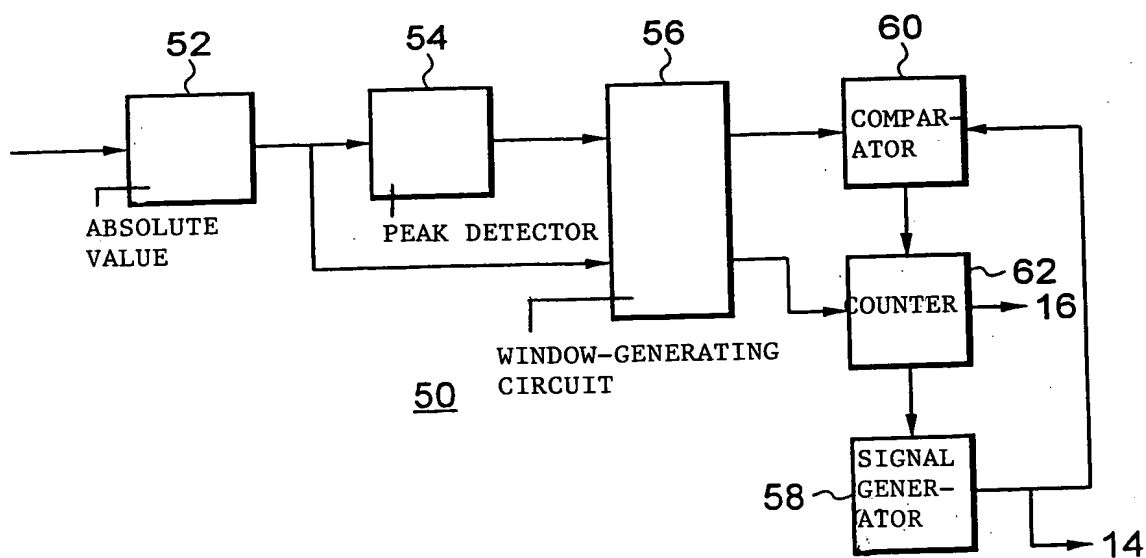 52
54
56
60
COMPAR-
ATOR
ABSOLUTE
VALUE
PEAK DETECTOR
62
COUNTER
16
WINDOW-GENERATING
CIRCUIT
50
58
SIGNAL
GENER-
ATOR
14